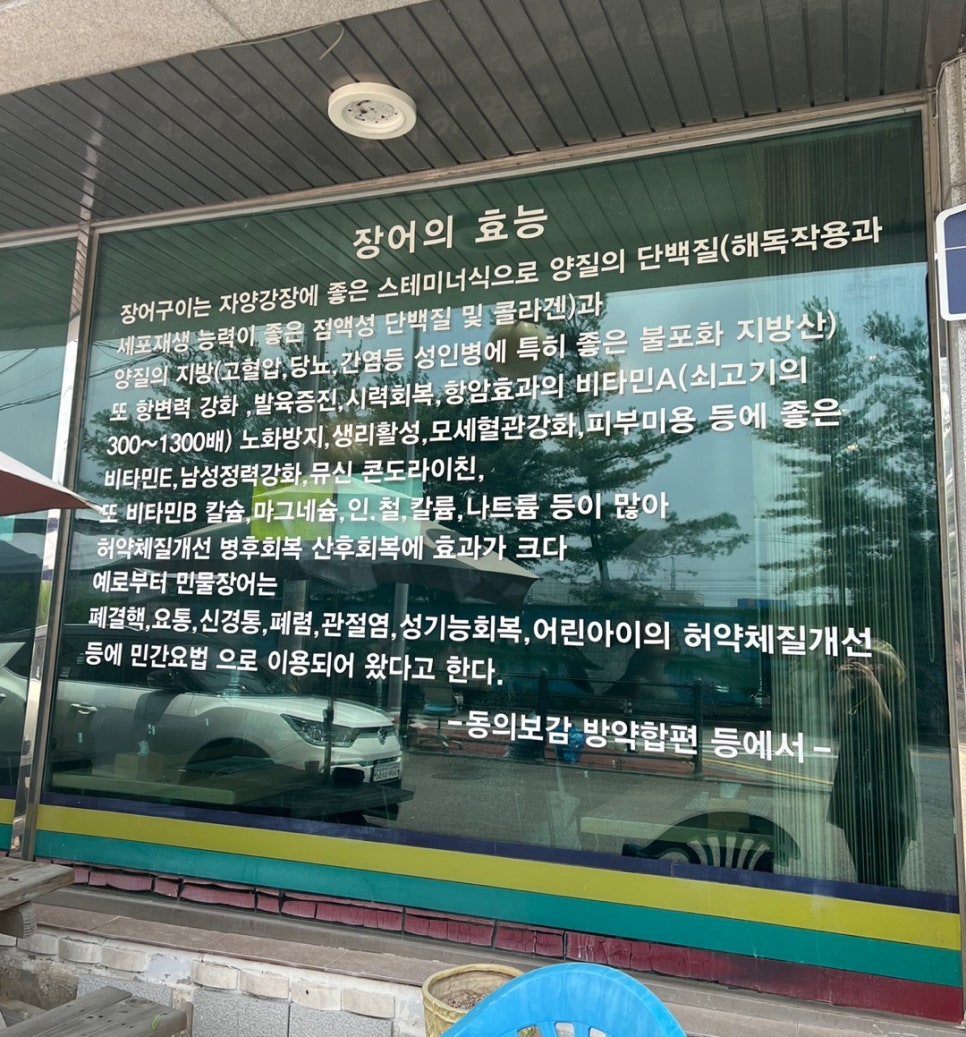 장어의 효능
장어구이는 자양강장에 좋은 스테미너식으로 양질의 단백질(해독작용과
세포재생 능력이 좋은 점액성 단백질 및 콜라겐)과
양질의 지방(고혈압,당뇨,간염등 성인병에 특히 좋은 불포화 지방산)
또 항변력 강화 ,발육증진,시력회복,항암효과의 비타민A(쇠고기의
300~1300배) 노화방지,생리활성,모세혈관강화,피부미용 등에 좋은
비타민E,남성정력강화,뮤신 콘도라이친,
또 비타민B 칼슘,마그네슘,인.철,칼륨,나트륨 등이 많아
허약체질개선 병후회복 산후회복에 효과가 크다
예로부터 민물장어는
폐결핵,요통,신경통,폐렴,관절염,성기능회복,어린아이의 허약체질개선
등에 민간요법 으로 이용되어 왔다고 한다.
-동의보감 방약합편 등에서-